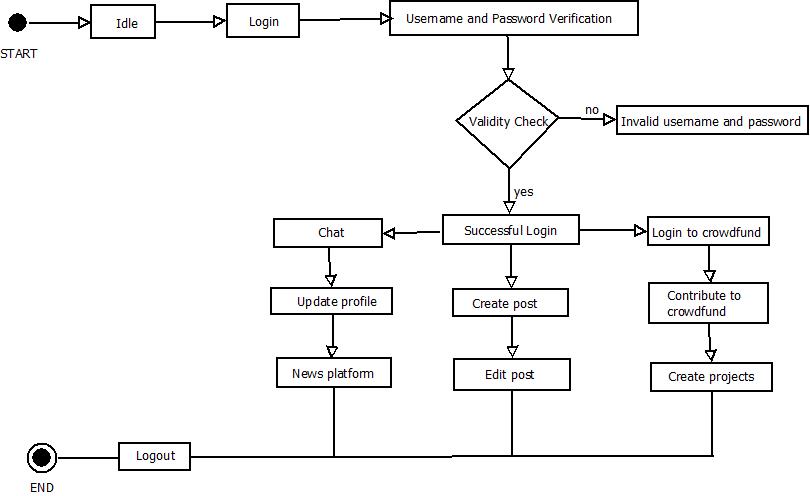 Idle
Login
Username and Password Verification
START
no
Validity Check
Invalid username and password
yes
Chat
Successful Login
Login to crowdfund
Update profile
Create post
Contribute to
crowdfund
News platform
Edit post
Create projects
Logout
END